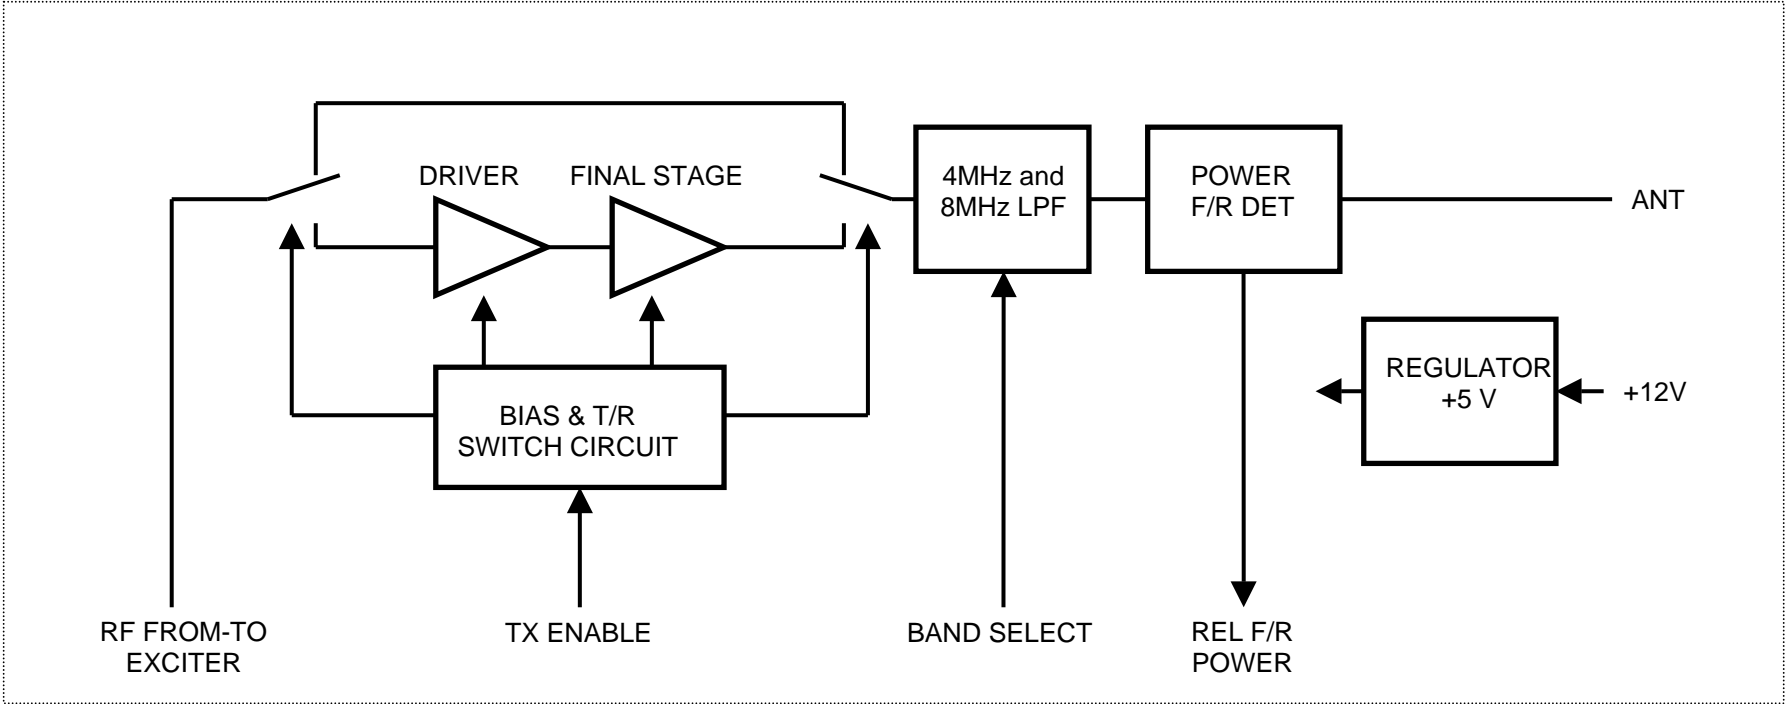 DRIVER
FINAL STAGE
4MHz and
8MHz LPF
POWER
F/R DET
ANT
REGULATOR
+5 V
+12V
BIAS & T/R
SWITCH CIRCUIT
RF FROM-TO
EXCITER
TX ENABLE
BAND SELECT
REL F/R
POWER